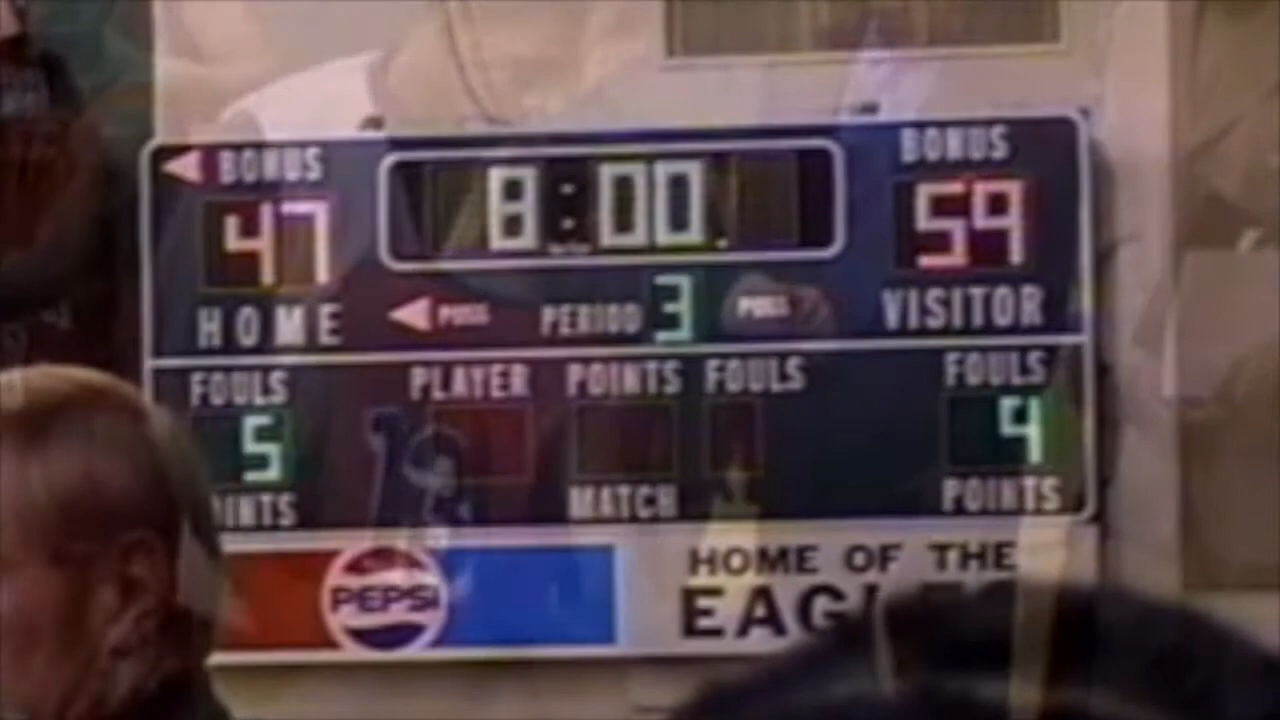 BONUS
8:00
BONUS
47
59
HOME
POSS
PERIOD 3
POSS
VISITOR
FOULS
PLAYER
POINTS
FOULS
FOULS
5
4
MATCH
POINTS
PEPSI
HOME OF THE